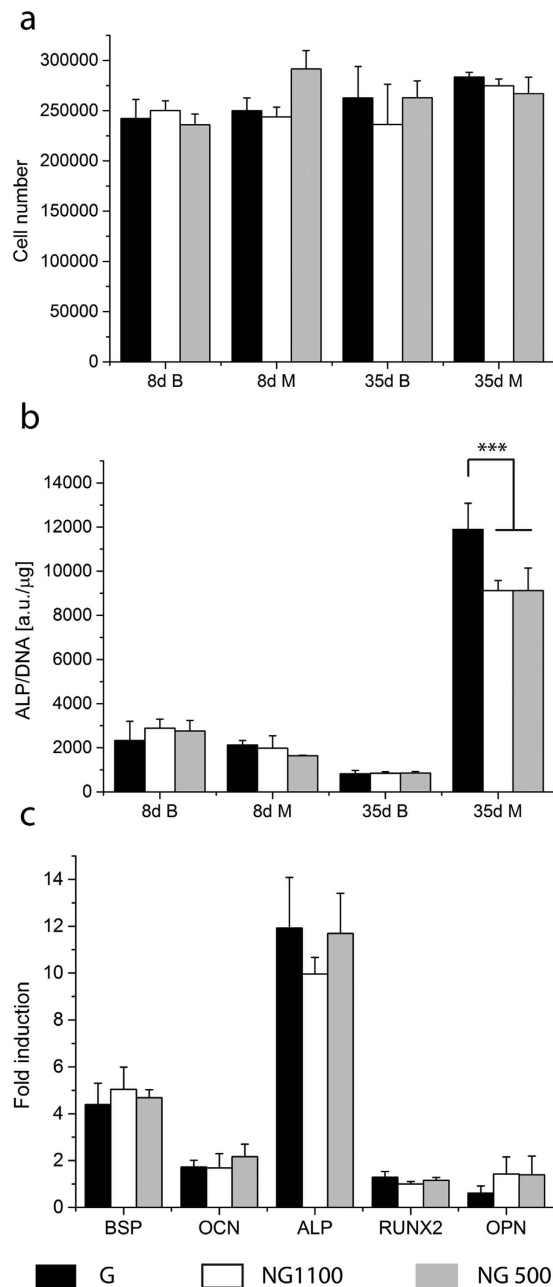 a
300000
250000
200000
150000
100000
50000
0
Cell number
8d B 8d M 35d B 35d M
b
14000
12000
10000
8000
6000
4000
2000
0
ALP/DNA [a.u./µg]
***
8d B 8d M 35d B 35d M
c
14
12
10
8
6
4
2
0
Fold induction
BSP OCN ALP RUNX2 OPN
G NG1100 NG 500